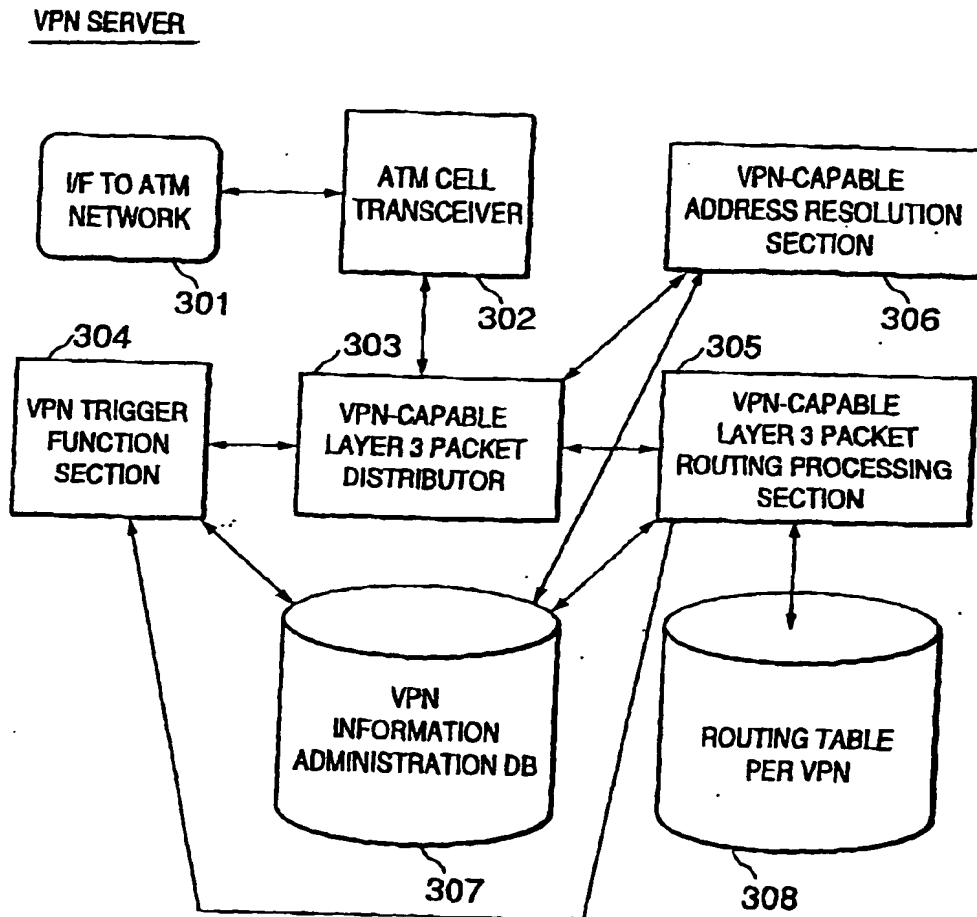 VPN SERVER
I/F TO ATM
NETWORK
301
ATM CELL
TRANSCEIVER
302
VPN-CAPABLE
ADDRESS RESOLUTION
SECTION
306
304
VPN TRIGGER
FUNCTION
SECTION
303
VPN-CAPABLE
LAYER 3 PACKET
DISTRIBUTOR
305
VPN-CAPABLE
LAYER 3 PACKET
ROUTING PROCESSING
SECTION
VPN
INFORMATION
ADMINISTRATION DB
307
ROUTING TABLE
PER VPN
308